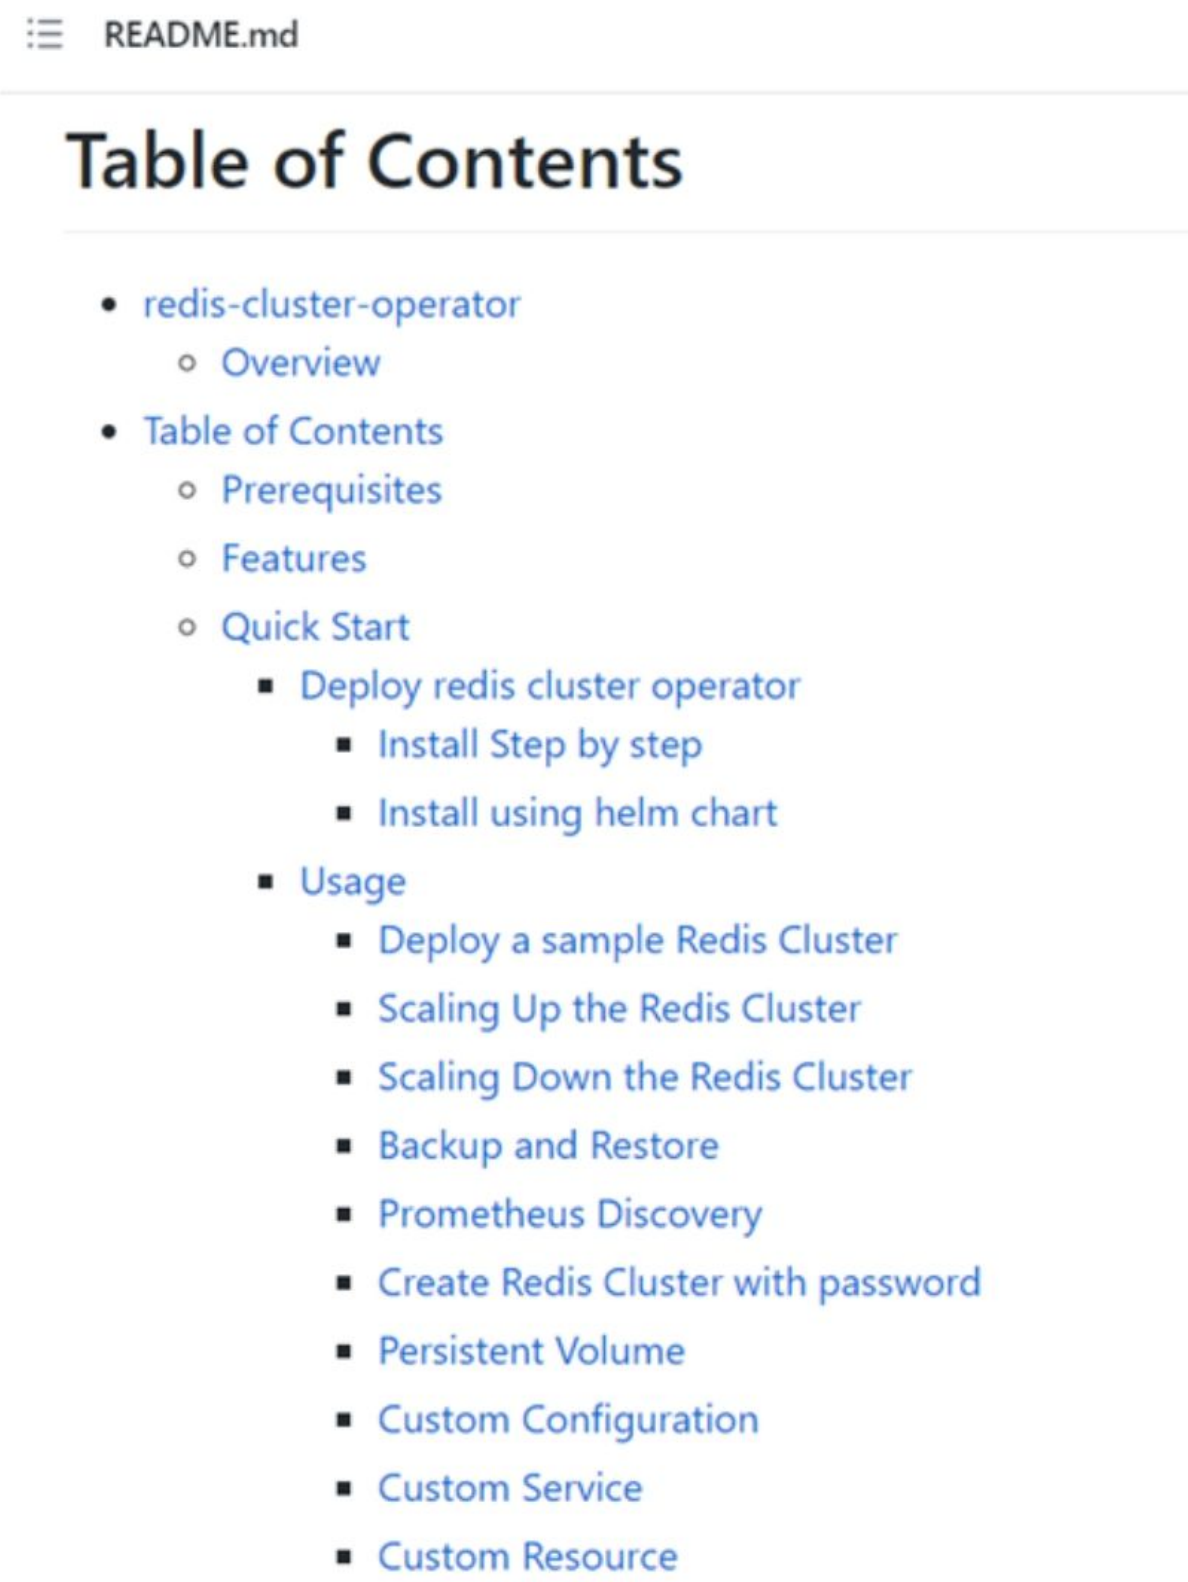 README.md
Table of Contents
redis-cluster-operator
Overview
Table of Contents
Prerequisites
Features
Quick Start
Deploy redis cluster operator
Install Step by step
Install using helm chart
Usage
Deploy a sample Redis Cluster
Scaling Up the Redis Cluster
Scaling Down the Redis Cluster
Backup and Restore
Prometheus Discovery
Create Redis Cluster with password
Persistent Volume
Custom Configuration
Custom Service
Custom Resource